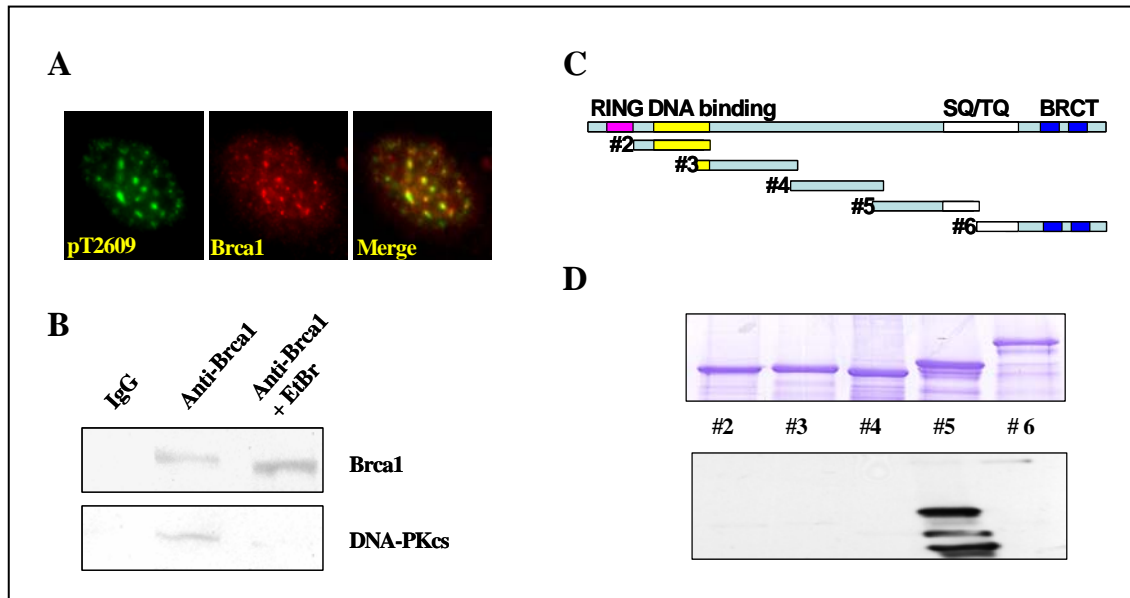 A
pT2609
Brca1
Merge
B
IgG
Anti-Brca1
Anti-Brca1
+ EtBr
Brca1
DNA-PKcs
C
RING DNA binding SQ/TQ BRCT
#2
#3
#4
#5
#6
D
#2 #3 #4 #5 # 6